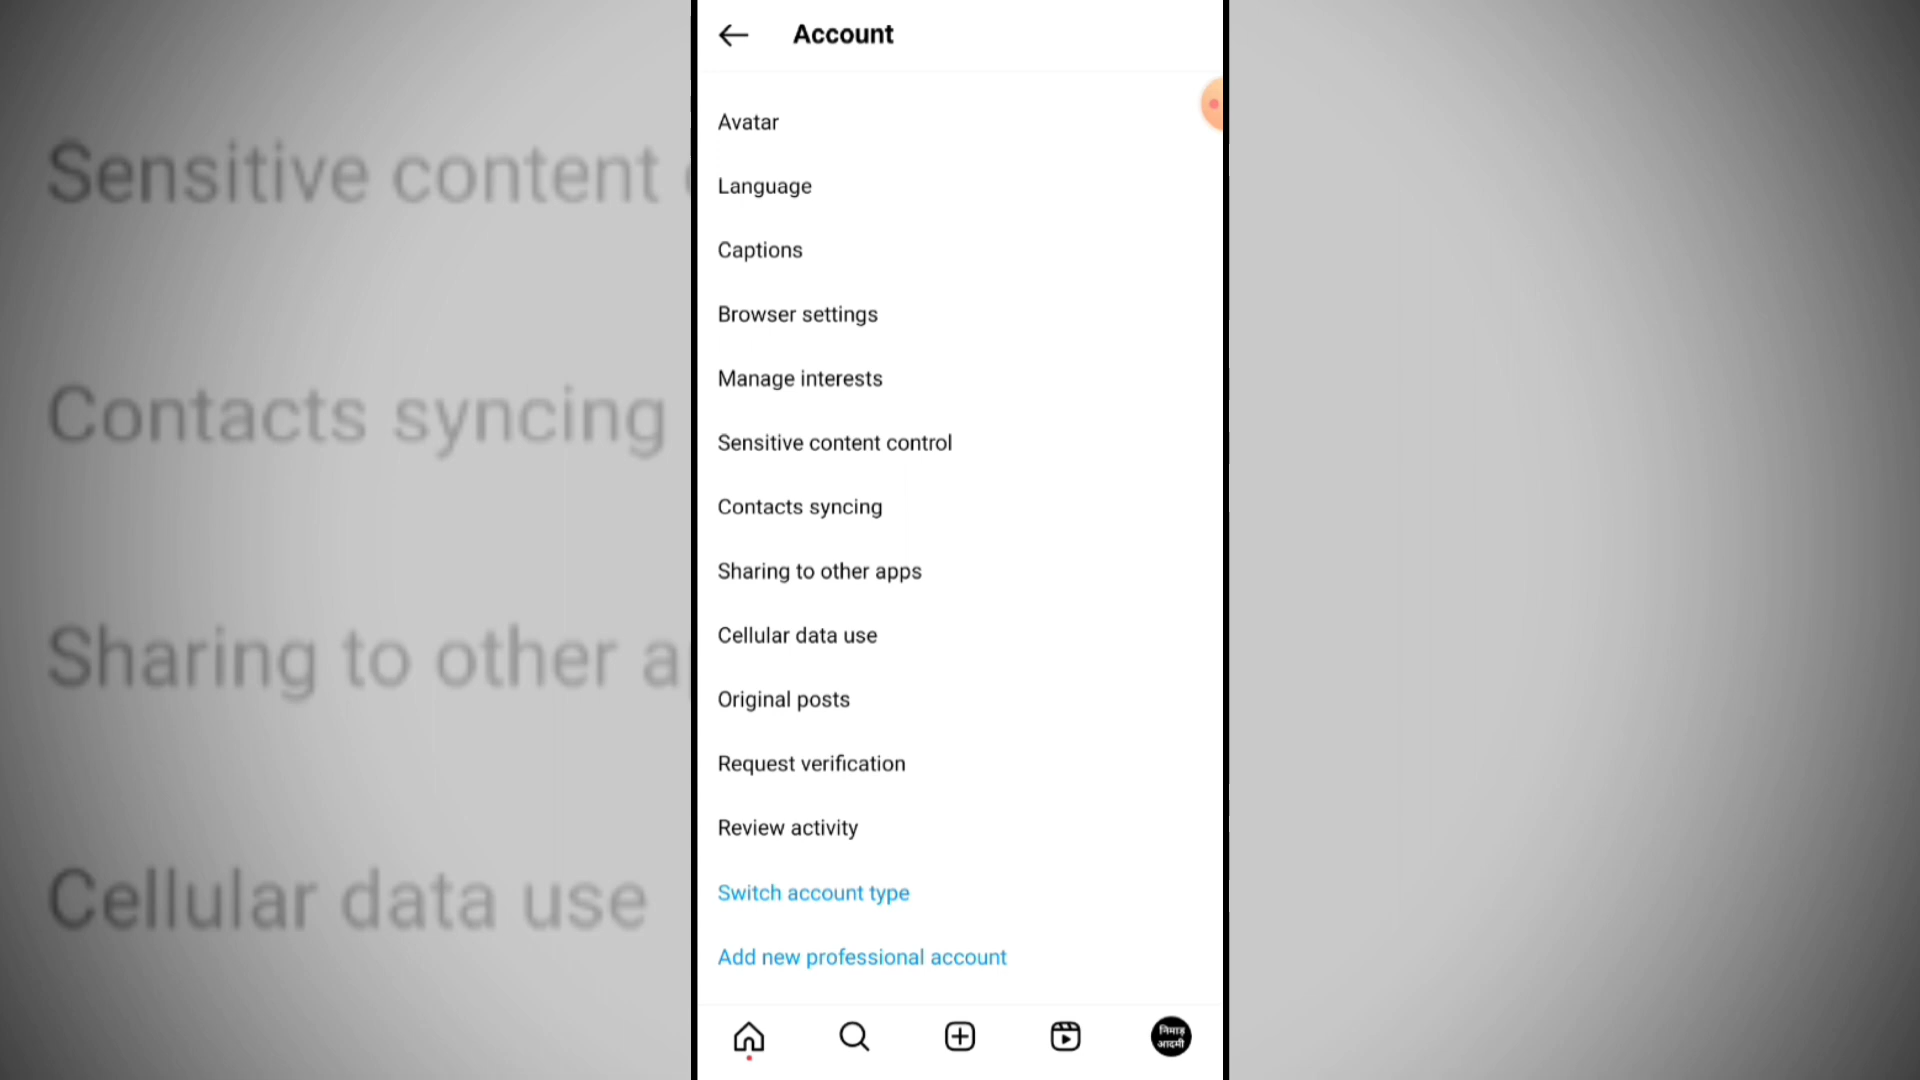 Account
Avatar
Language
Captions
Browser settings
Manage interests
Sensitive content control
Contacts syncing
Sharing to other apps
Cellular data use
Original posts
Request verification
Review activity
Switch account type
Add new professional account
निमाड़
आदमी
Sensitive content
Contacts syncing
Sharing to other a
Cellular data use